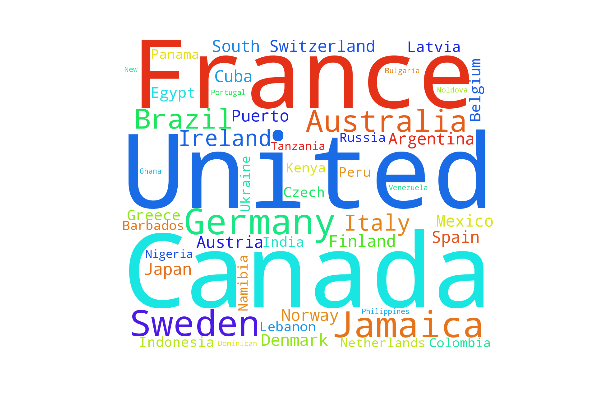 South Switzerland Latvia
Panama
France
New
Cuba
Bulgaria
Egypt
Portugal
Moldova
Belgium
Brazil
Puerto
Australia
Ireland
Russia
Argentina
Tanzania
United
Ghana
Ukraine
Kenya
Peru
Czech
Venezuela
Greece
Barbados
Germany
Italy
Mexico
Austria
India
Finland
Spain
Nigeria
Japan
Namibia
Canada
Sweden
Lebanon
Norway
Philippines
Jamaica
Indonesia
Dominican
Denmark
Netherlands
Colombia